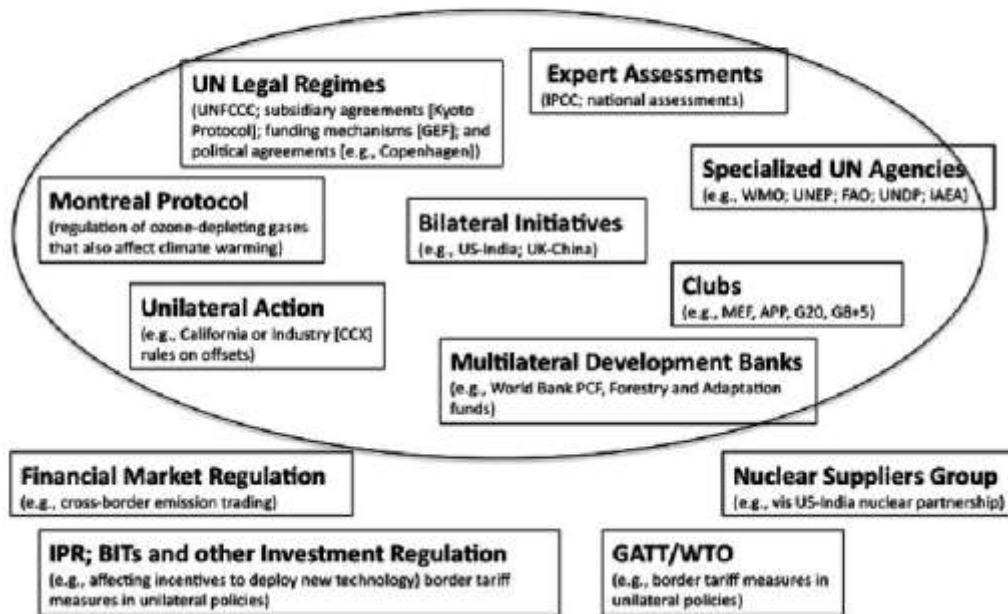 UN Legal Regimes
(UNFCCC; subsidiary agreements [Kyoto
Protocol]; funding mechanisms [GEF]; and
political agreements [e.g., Copenhagen])
Expert Assessments
(IPCC; national assessments)
Specialized UN Agencies
(e.g., WMO; UNEP; FAO; UNDP; IAEA)
Montreal Protocol
(regulation of ozone-depleting gases
that also affect climate warming)
Bilateral Initiatives
(e.g., US-India; UK-China)
Clubs
(e.g., MEF, APP, G20, G8+5)
Unilateral Action
(e.g., California or Industry [CCX]
rules on offsets)
Multilateral Development Banks
(e.g., World Bank PCF, Forestry and Adaptation
funds)
Financial Market Regulation
(e.g., cross-border emission trading)
Nuclear Suppliers Group
(e.g., vis US-India nuclear partnership)
IPR; BITs and other Investment Regulation
(e.g., affecting incentives to deploy new technology) border tariff
measures in unilateral policies)
GATT/WTO
(e.g., border tariff measures in
unilateral policies)